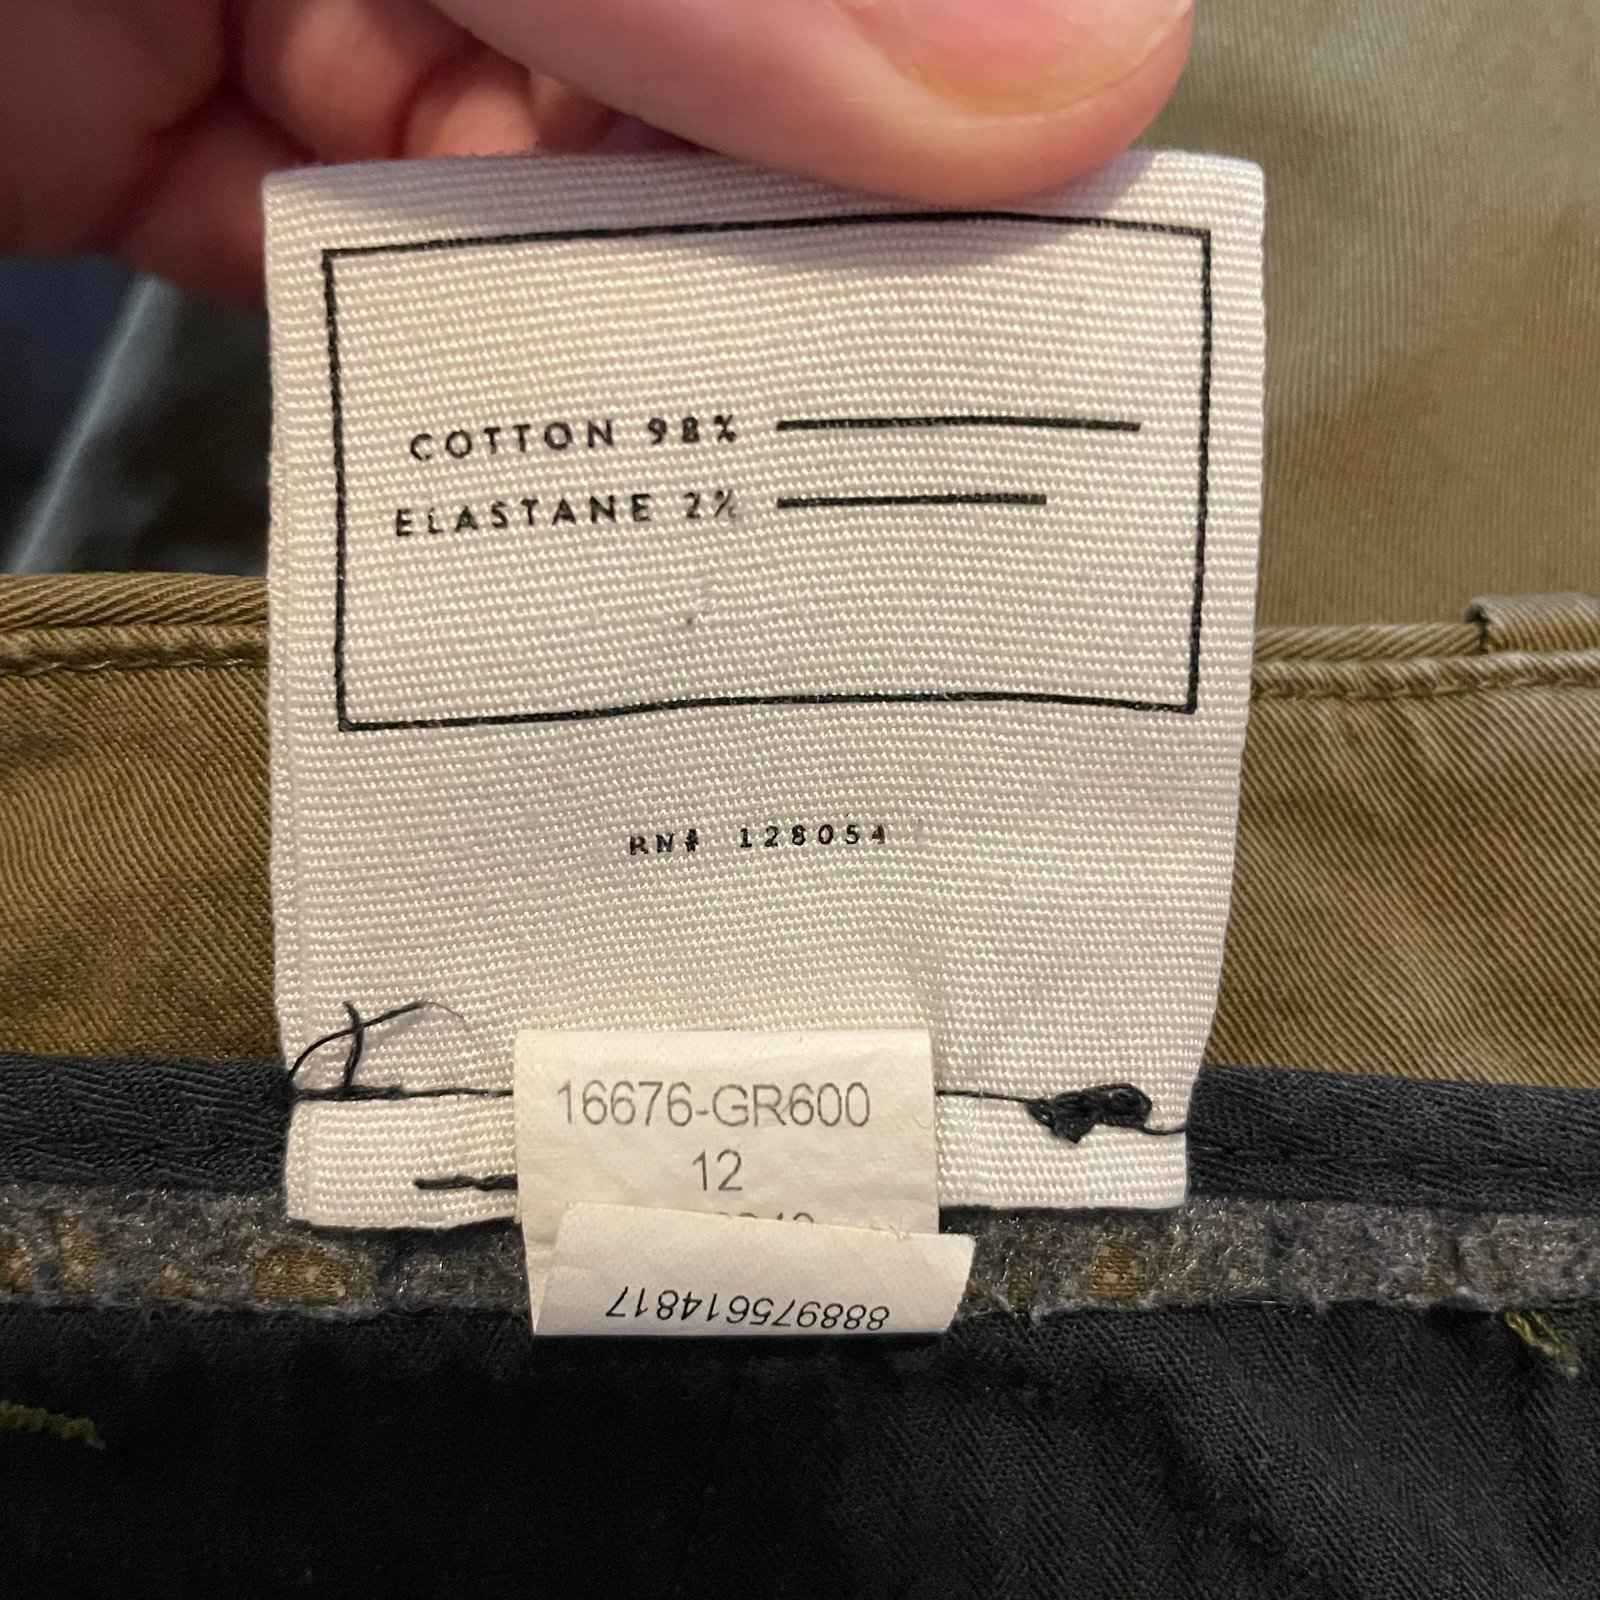 COTTON 98%
ELASTANE 2%
RN# 128054
16676-GR600
12
888975614817